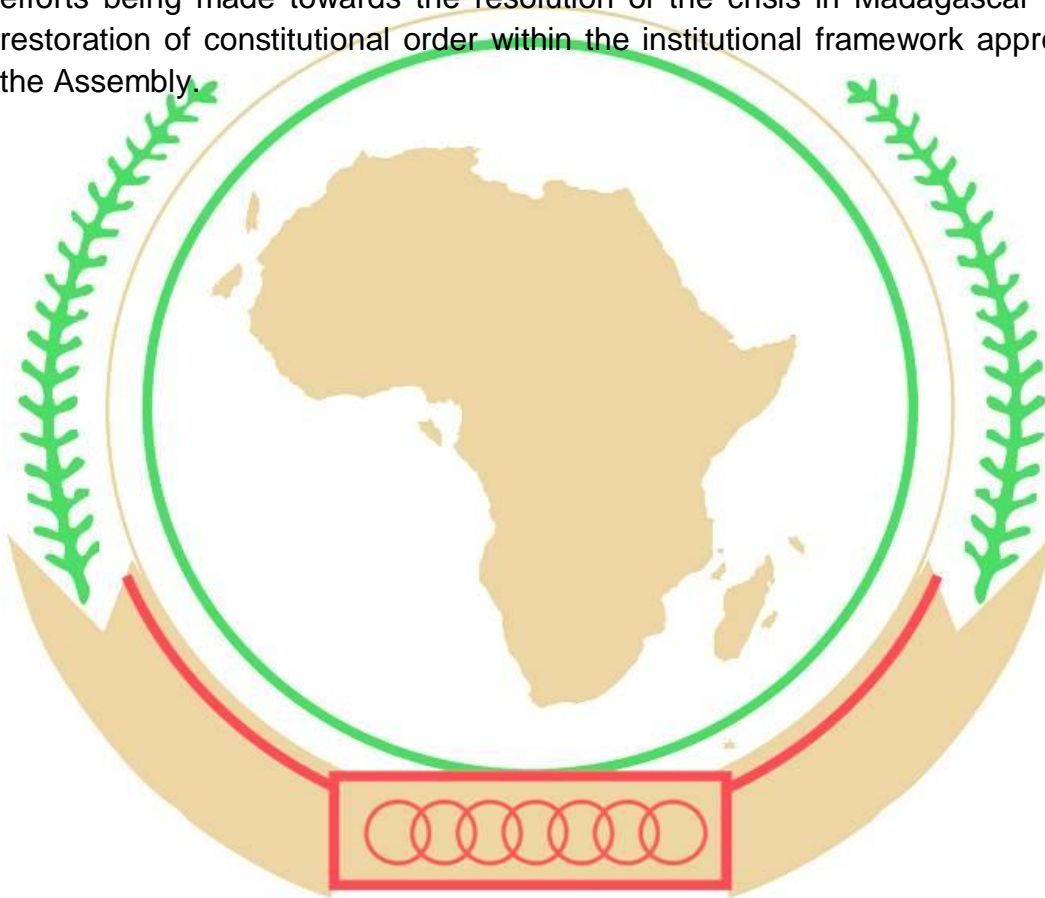 efforts being made towards the resolution of the crisis in Madagascar
restoration of constitutional order within the institutional framework
the Assembly.